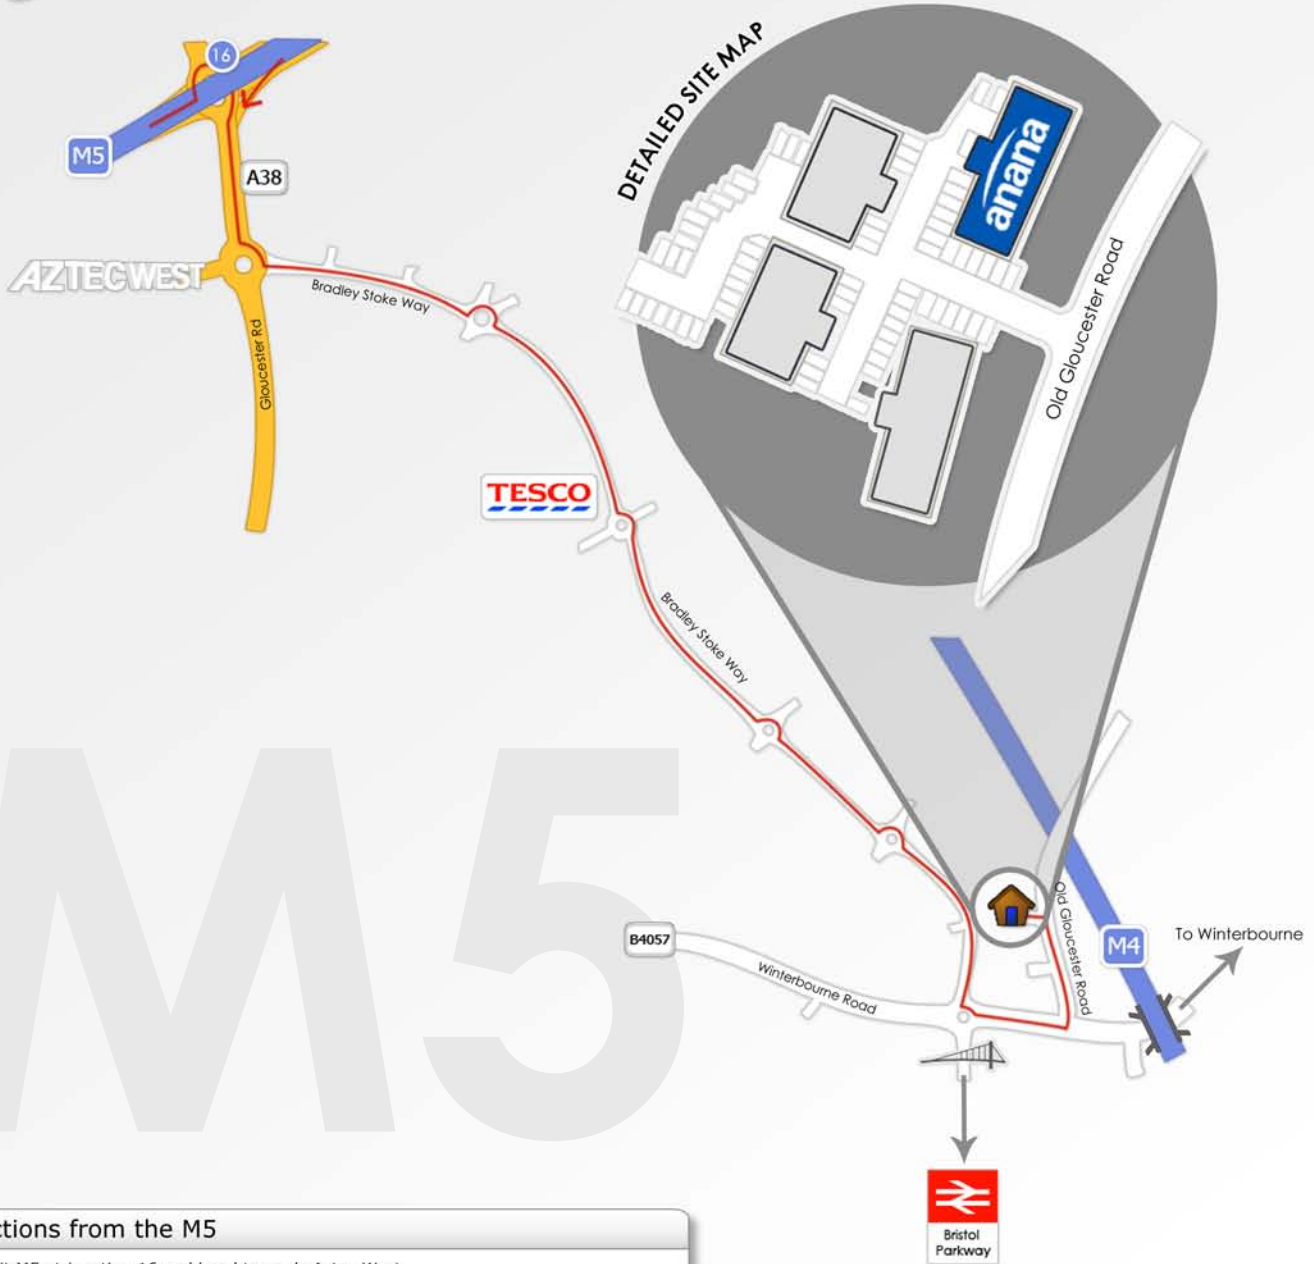 DETAILED SITE MAP
16
M5
A38
anana
AZTEC WEST
Bradley Stoke Way
Gloucester Rd
Old Gloucester Road
TESCO
Bradley Stoke Way
M5
B4057
Winterbourne Road
Old Gloucester Road
M4
To Winterbourne
Bristol
Parkway
ctions from the M5